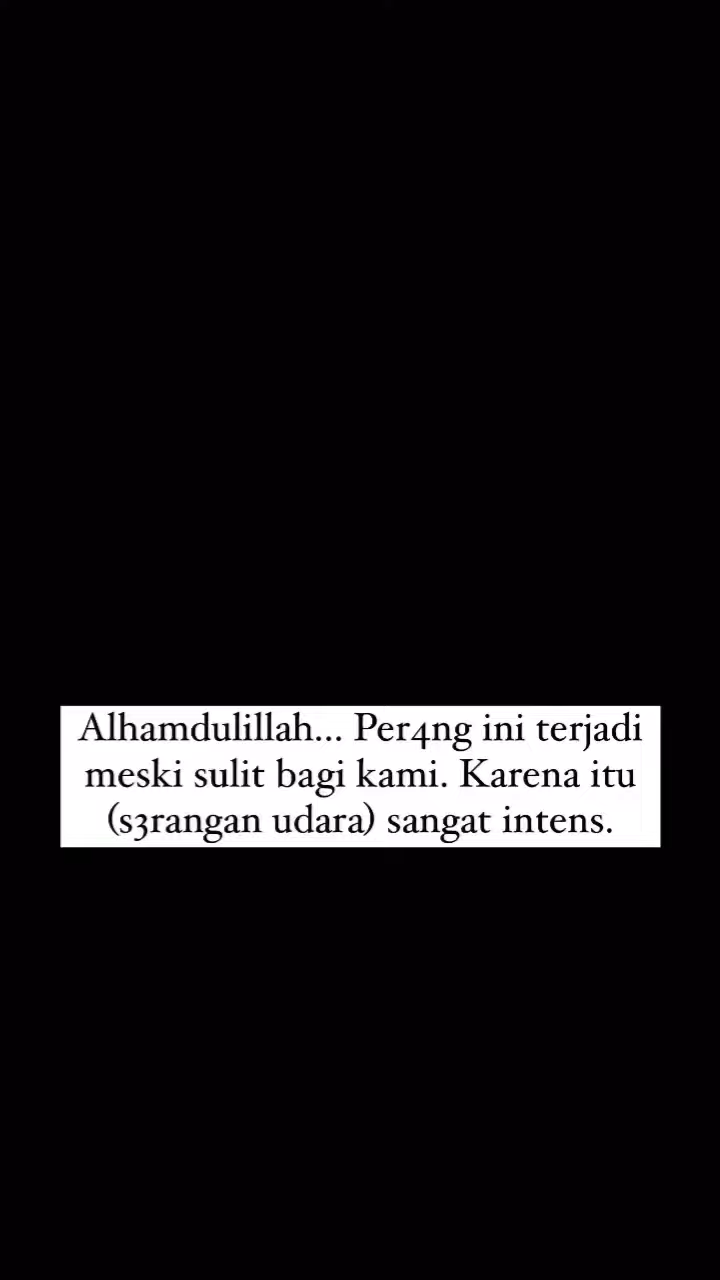 Alhamdulillah... Per4ng ini terjadi
meski sulit bagi kami. Karena itu
(s3rangan udara) sangat intens.